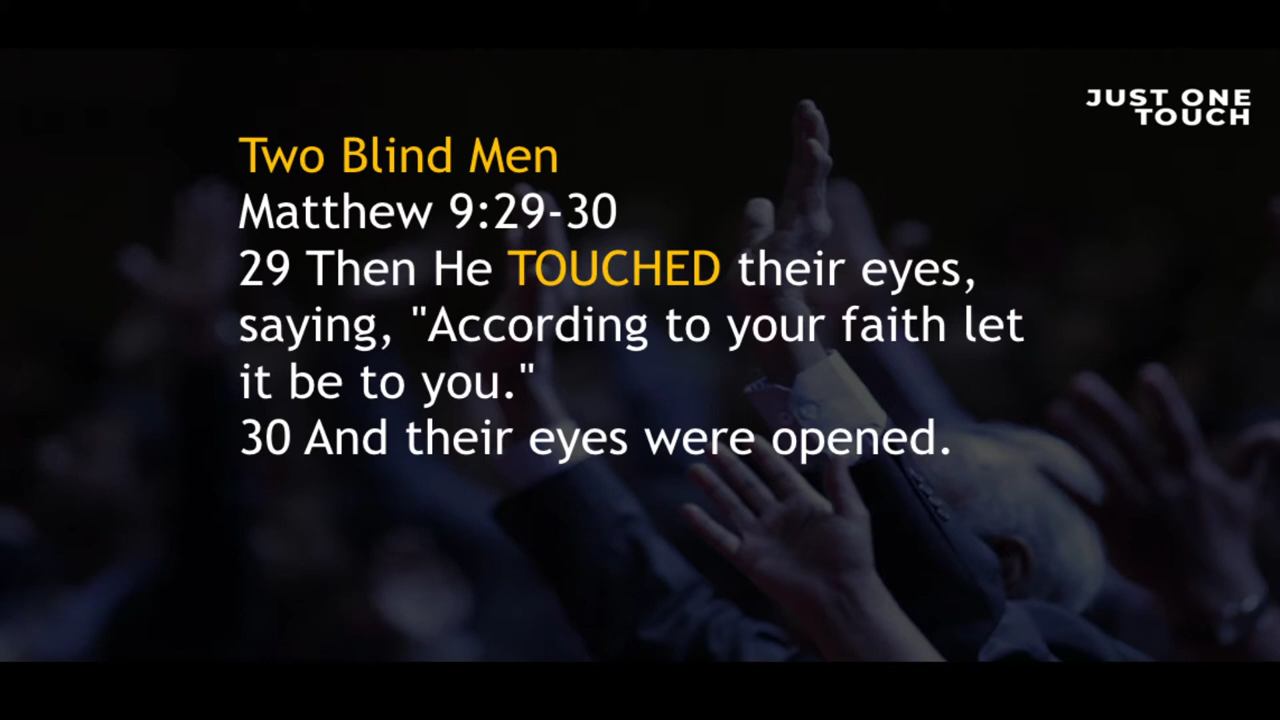 JUST ONE
TOUCH
Two Blind Men
Matthew 9:29-30
29 Then He TOUCHED their eyes,
saying, "According to your faith let
it be to you."
30 And their eyes were opened.